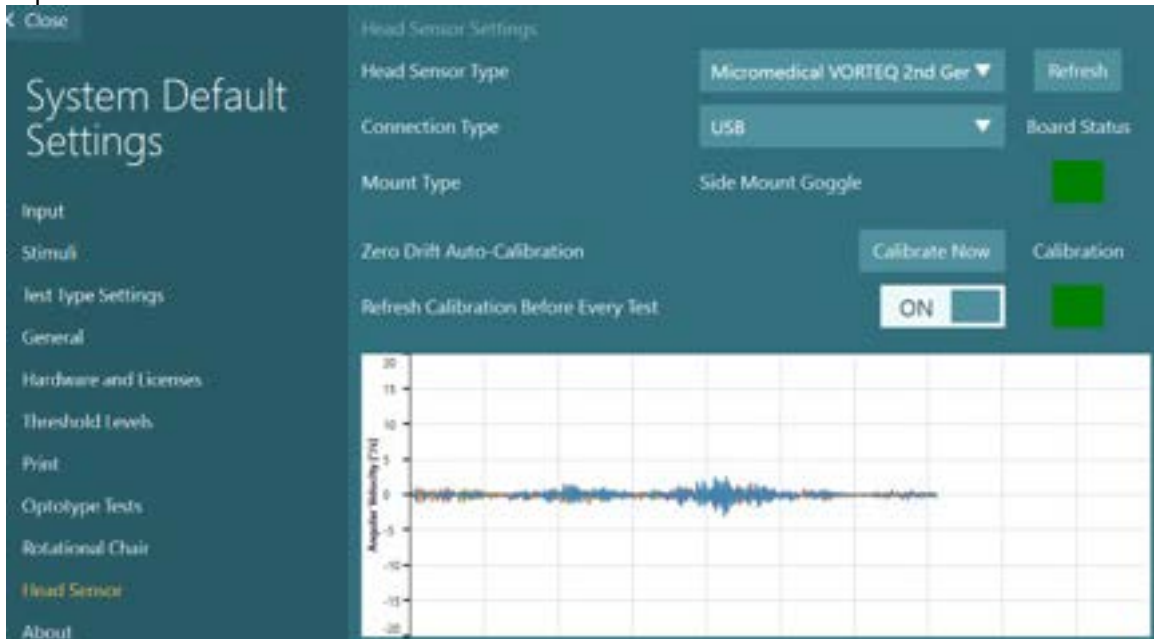 Close
System Default
Settings
Input
Stimuli
Test Type Settings
General
Hardware and Licenses
Threshold Levels
Print
Optotype Tests
Rotational Chair
Head Sensor
About
Head Sensor Settings
Head Sensor Type
Micromedical VORTEQ 2nd Ger
Refresh
Connection Type
USB
Board Status
Mount Type
Side Mount Goggle
Zero Drift Auto-Calibration
Calibrate Now
Calibration
Refresh Calibration Before Every Test
ON
Angular Velocity [°/s]
20
15
10
5
0
-5
-10
-15
-20